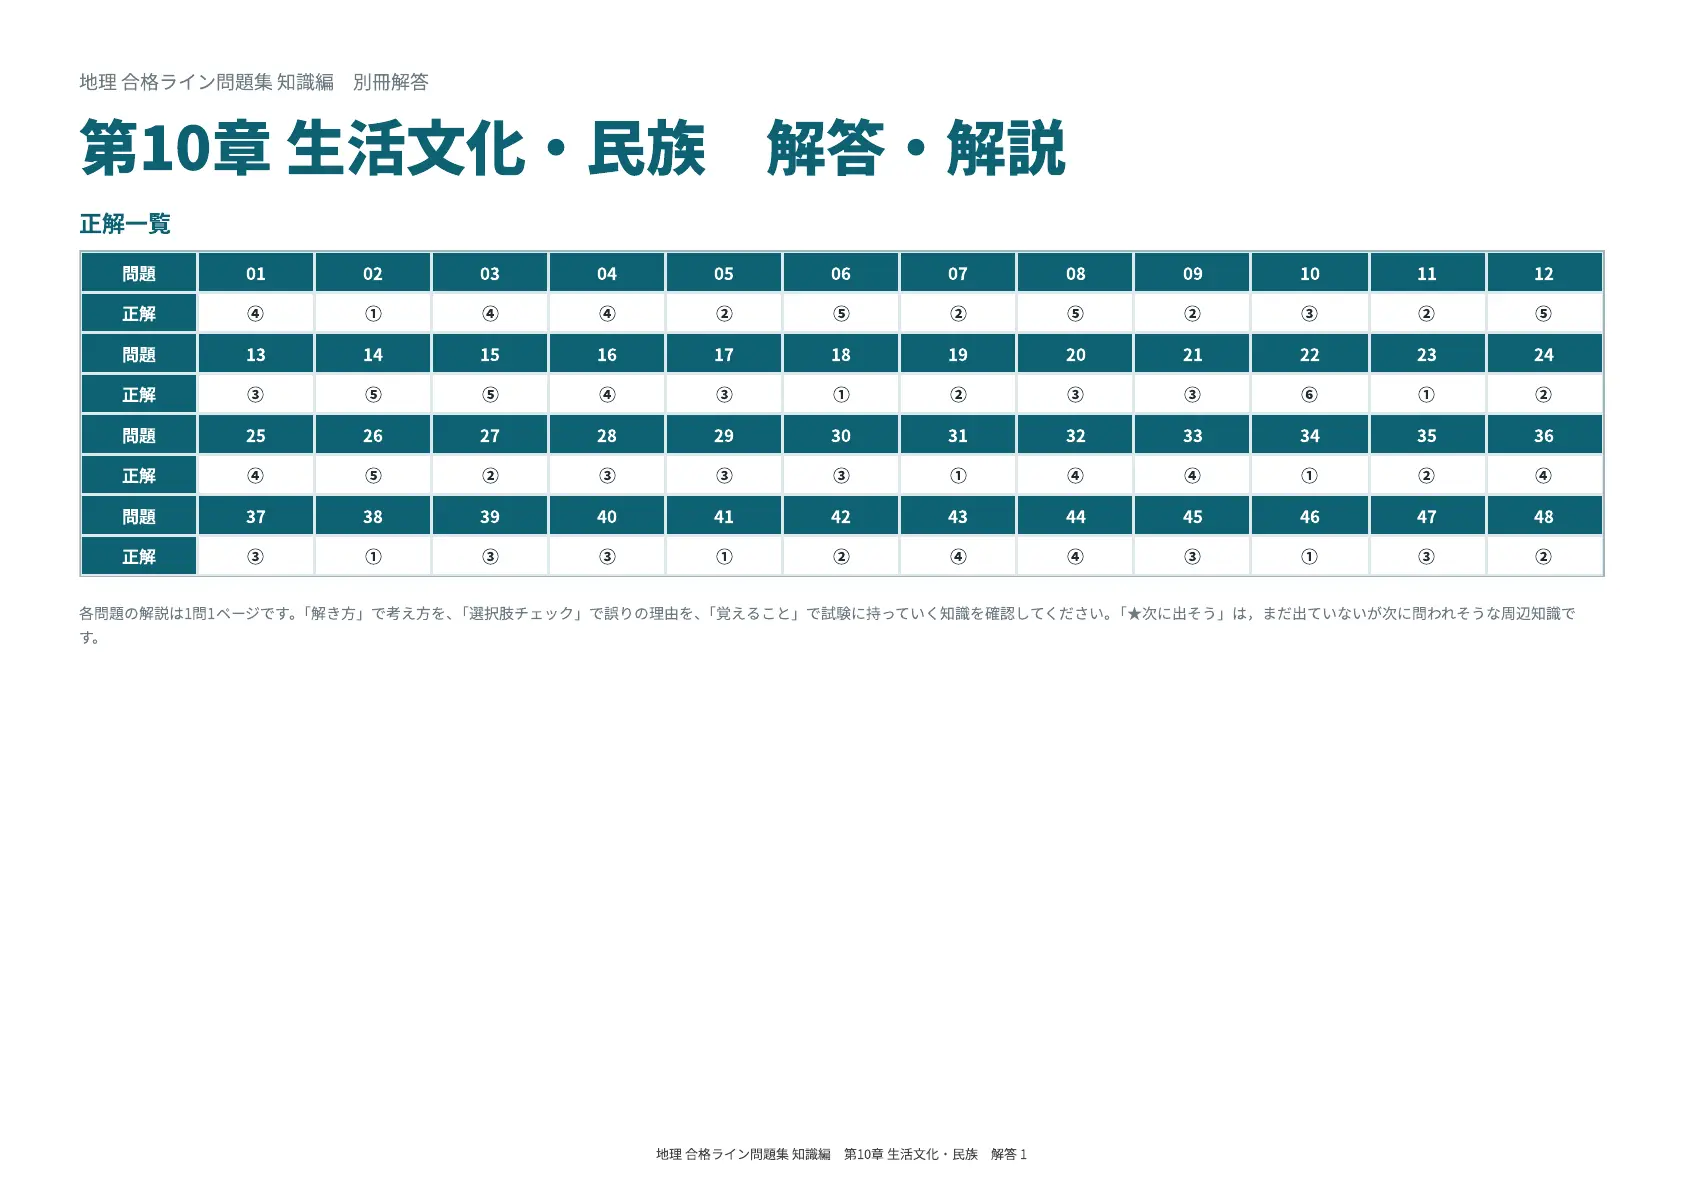 地理 合格ライン問題集 知識編　別冊解答
第10章 生活文化・民族　解答・解説
正解一覧
問題 01 02 03 04 05 06 07 08 09 10 11 12
正解 ④ ① ④ ④ ② ⑤ ② ⑤ ② ③ ② ⑤
問題 13 14 15 16 17 18 19 20 21 22 23 24
正解 ③ ⑤ ⑤ ④ ③ ① ② ③ ③ ⑥ ① ②
問題 25 26 27 28 29 30 31 32 33 34 35 36
正解 ④ ⑤ ② ③ ③ ③ ① ④ ④ ① ② ④
問題 37 38 39 40 41 42 43 44 45 46 47 48
正解 ③ ① ③ ③ ① ② ④ ④ ③ ① ③ ②
各問題の解説は1問1ページです。「解き方」で考え方を、「選択肢チェック」で誤りの理由を、「覚えること」で試験に持っていく知識を確認してください。「★次に出そう」は，まだ出ていないが次に問われそうな周辺知識で
す。
地理 合格ライン問題集 知識編　第10章 生活文化・民族　解答 1